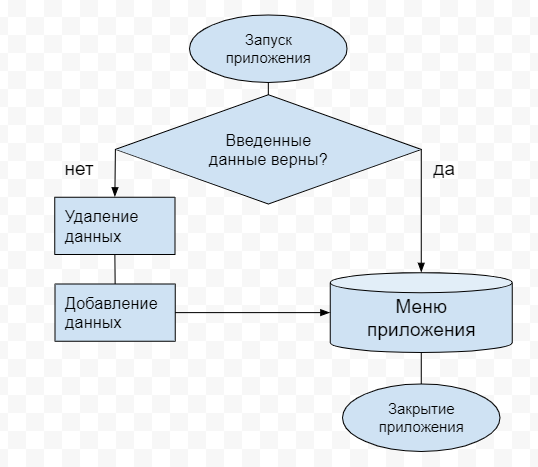 Запуск
приложения
Введенные
данные верны?
нет
да
Удаление
данных
Добавление
данных
Меню
приложения
Закрытие
приложения